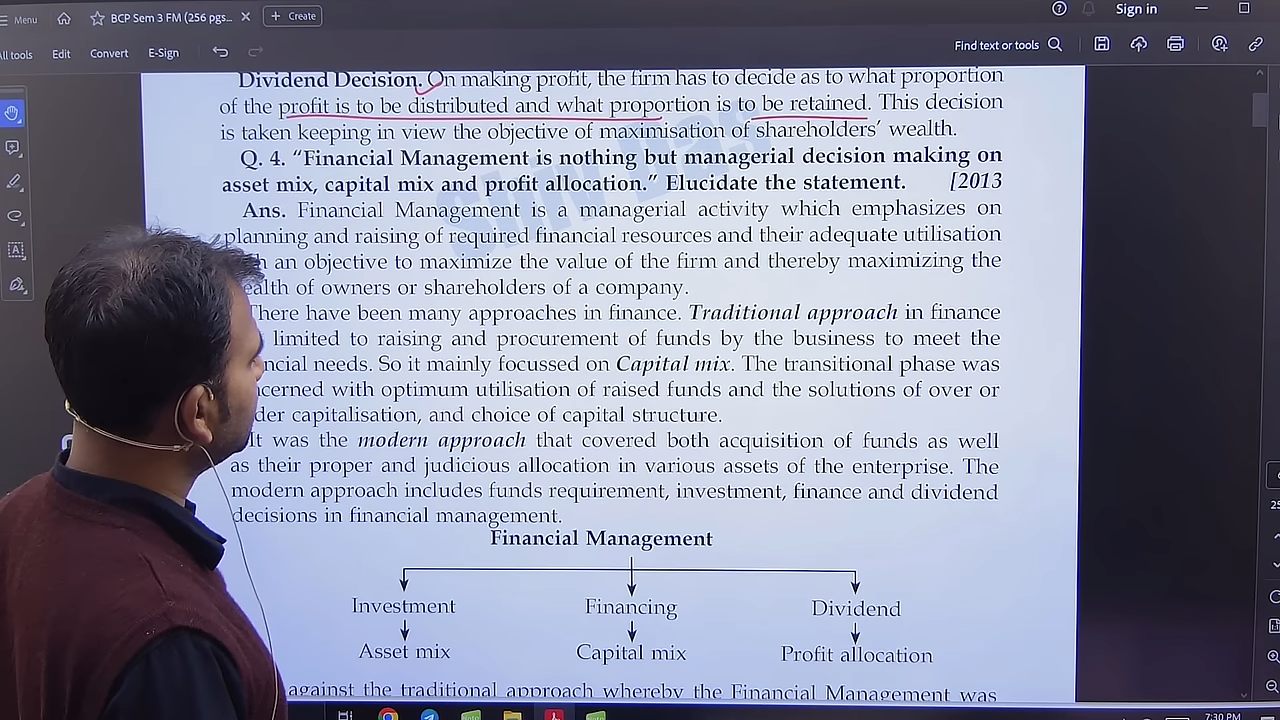 Menu
BCP Sem 3 FM (256 pgs...
Create
Sign in
All tools
Edit
Convert
E-Sign
Find text or tools
Dividend Decision. On making profit, the firm has to decide as to what proportion
of the profit is to be distributed and what proportion is to be retained. This decision
is taken keeping in view the objective of maximisation of shareholders' wealth.
Q. 4. "Financial Management is nothing but managerial decision making on
asset mix, capital mix and profit allocation." Elucidate the statement. [2013
Ans. Financial Management is a managerial activity which emphasizes on
planning and raising of required financial resources and their adequate utilisation
an objective to maximize the value of the firm and thereby maximizing the
ealth of owners or shareholders of a company.
There have been many approaches in finance. Traditional approach in finance
limited to raising and procurement of funds by the business to meet the
ncial needs. So it mainly focussed on Capital mix. The transitional phase was
cerned with optimum utilisation of raised funds and the solutions of over or
der capitalisation, and choice of capital structure.
It was the modern approach that covered both acquisition of funds as well
as their proper and judicious allocation in various assets of the enterprise. The
modern approach includes funds requirement, investment, finance and dividend
decisions in financial management.
Financial Management
Investment Financing Dividend
Asset mix Capital mix Profit allocation
against the traditional approach whereby the Financial Management was
7:30 PM